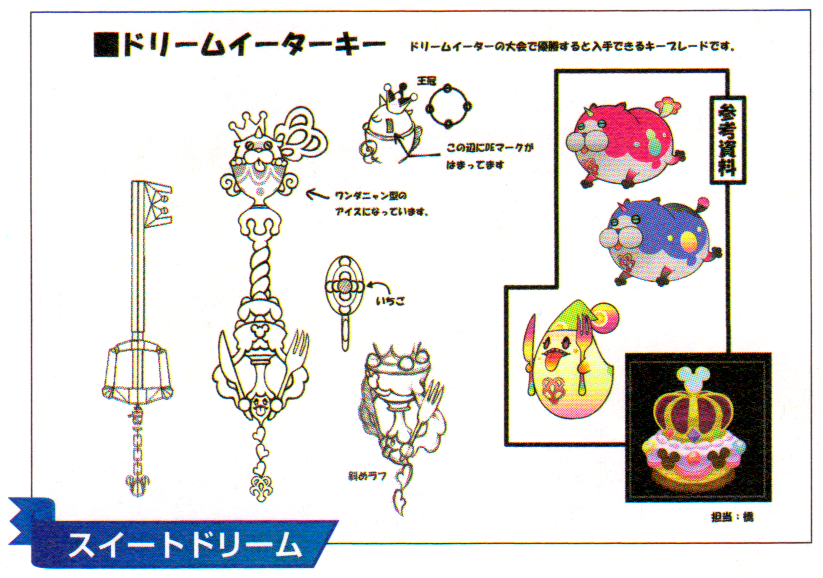 ■ドリームイーターキー
ドリームイーターの大会で優勝すると入手できるキーブレードです。
王冠
この辺にDEマークが
はまってます
ワンダニャン型の
アイスになっています。
いちご
斜めラフ
参考資料
担当：橋
スイートドリーム